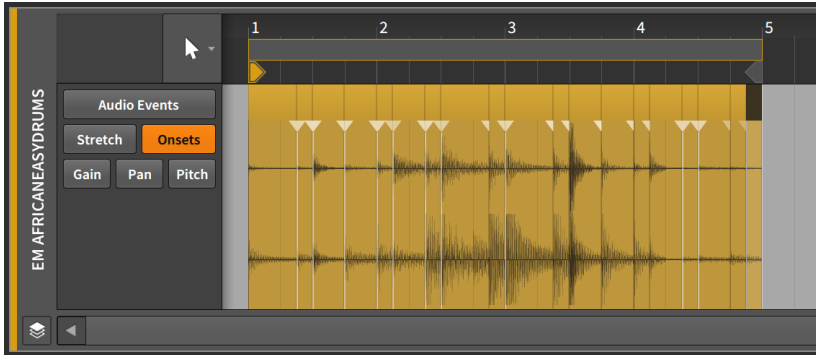 1 2 3 4 5
EM AFRICANEASYDRUMS
Audio Events
Stretch Onsets
Gain Pan Pitch